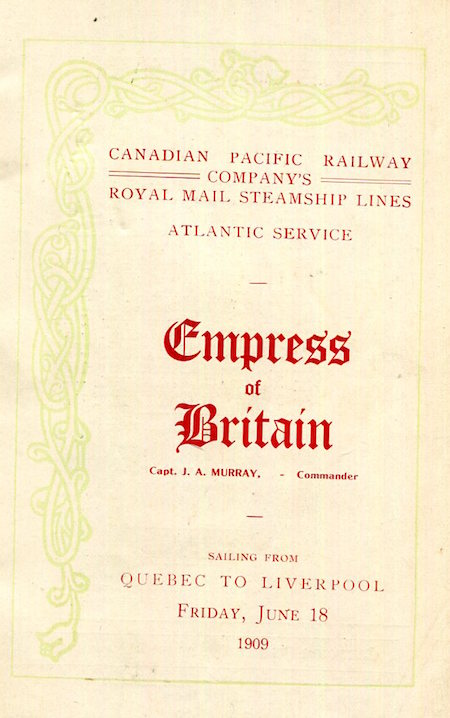 CANADIAN PACIFIC RAILWAY
COMPANY'S
ROYAL MAIL STEAMSHIP LINES
ATLANTIC SERVICE
—
Empress
of
Britain
Capt. J. A. MURRAY, - Commander
—
SAILING FROM
QUEBEC TO LIVERPOOL
FRIDAY, JUNE 18
1909